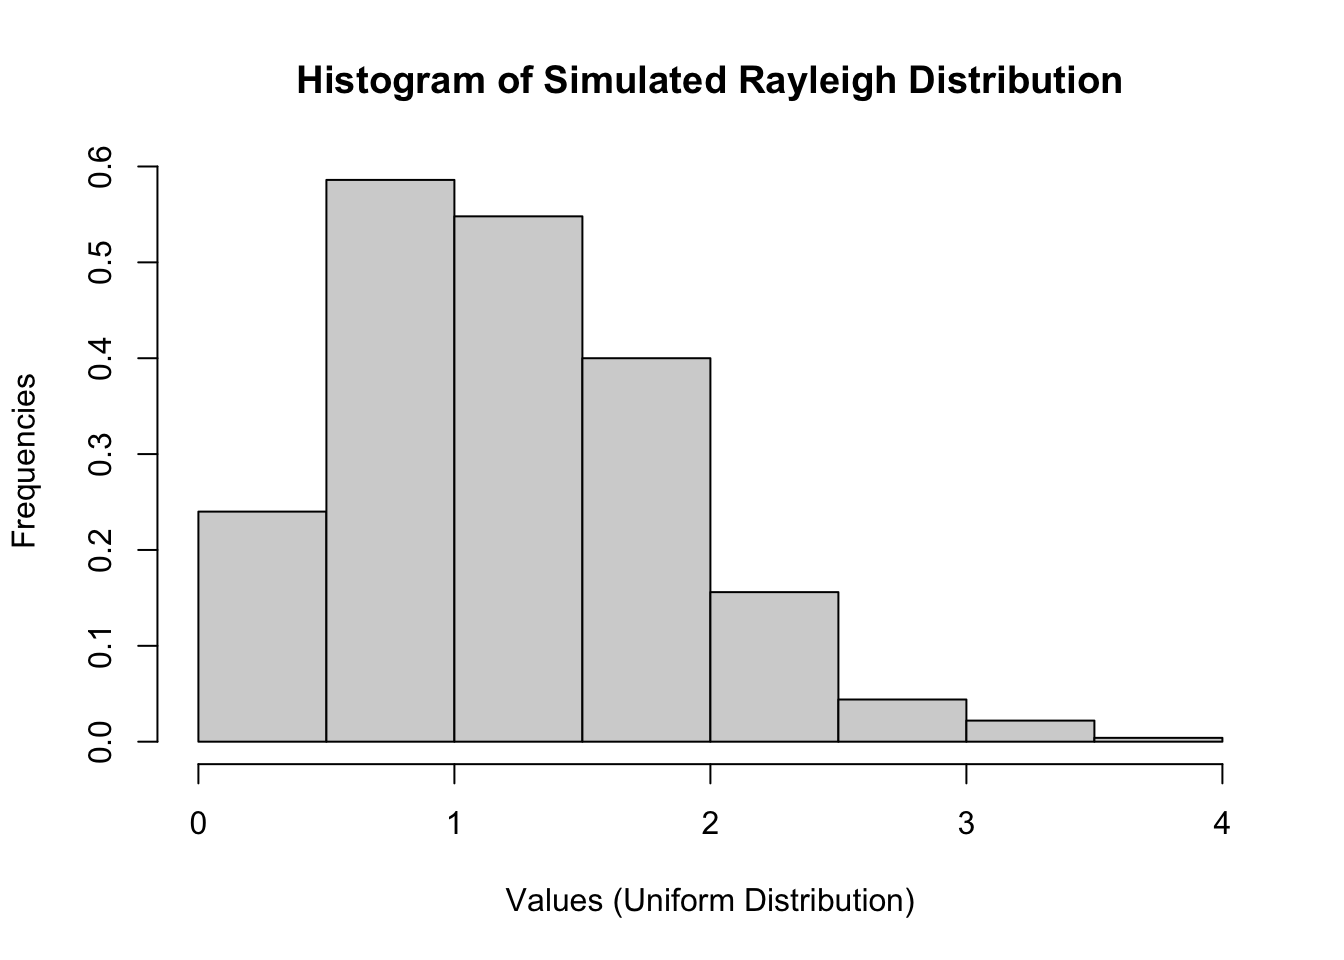 Histogram of Simulated Rayleigh Distribution
Frequencies
0.6
0.5
0.4
0.3
0.2
0.1
0.0
0 1 2 3 4
Values (Uniform Distribution)